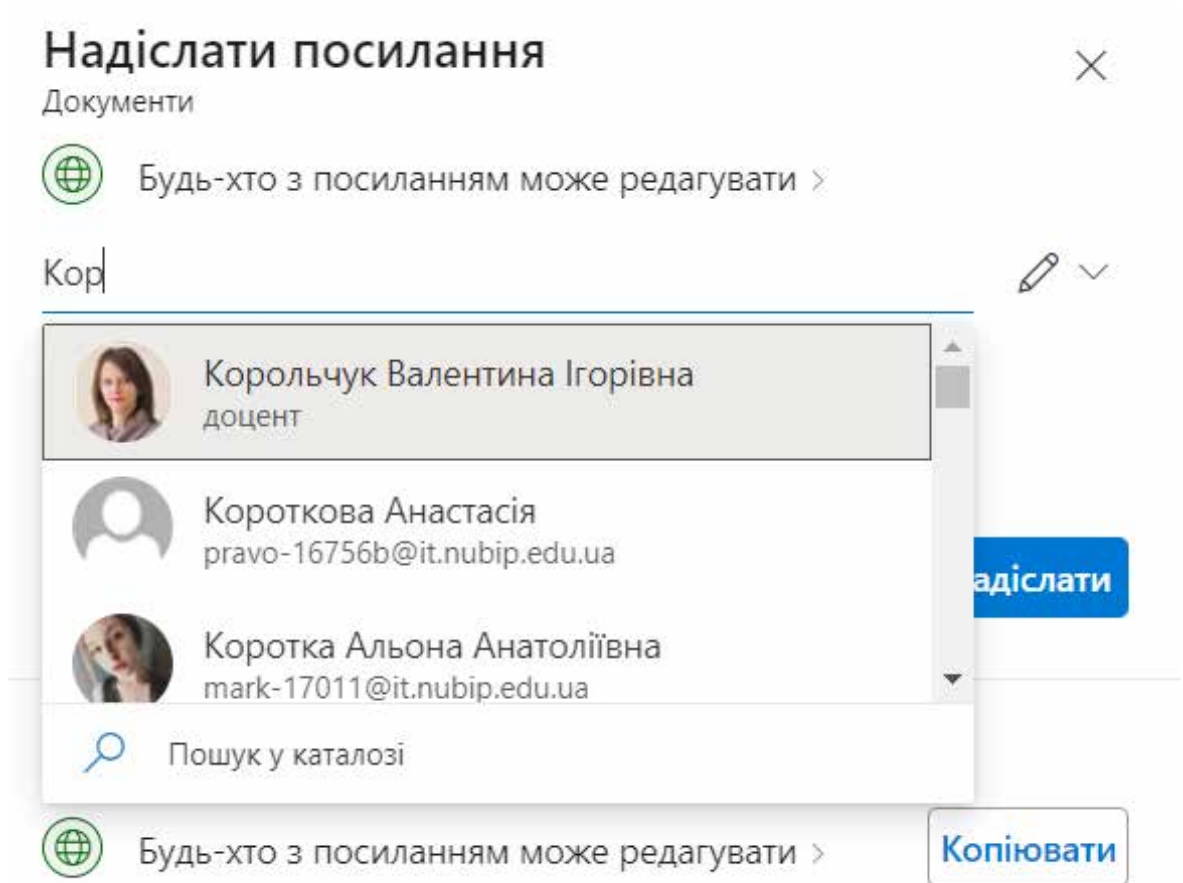 Надіслати посилання
Документи
Будь-хто з посиланням може редагувати
Кор
Корольчук Валентина Ігорівна
доцент
Короткова Анастасія
pravo-16756b@it.nubip.edu.ua
адіслати
Коротка Альона Анатоліївна
mark-17011@it.nubip.edu.ua
Пошук у каталозі
Будь-хто з посиланням може редагувати
Копіювати